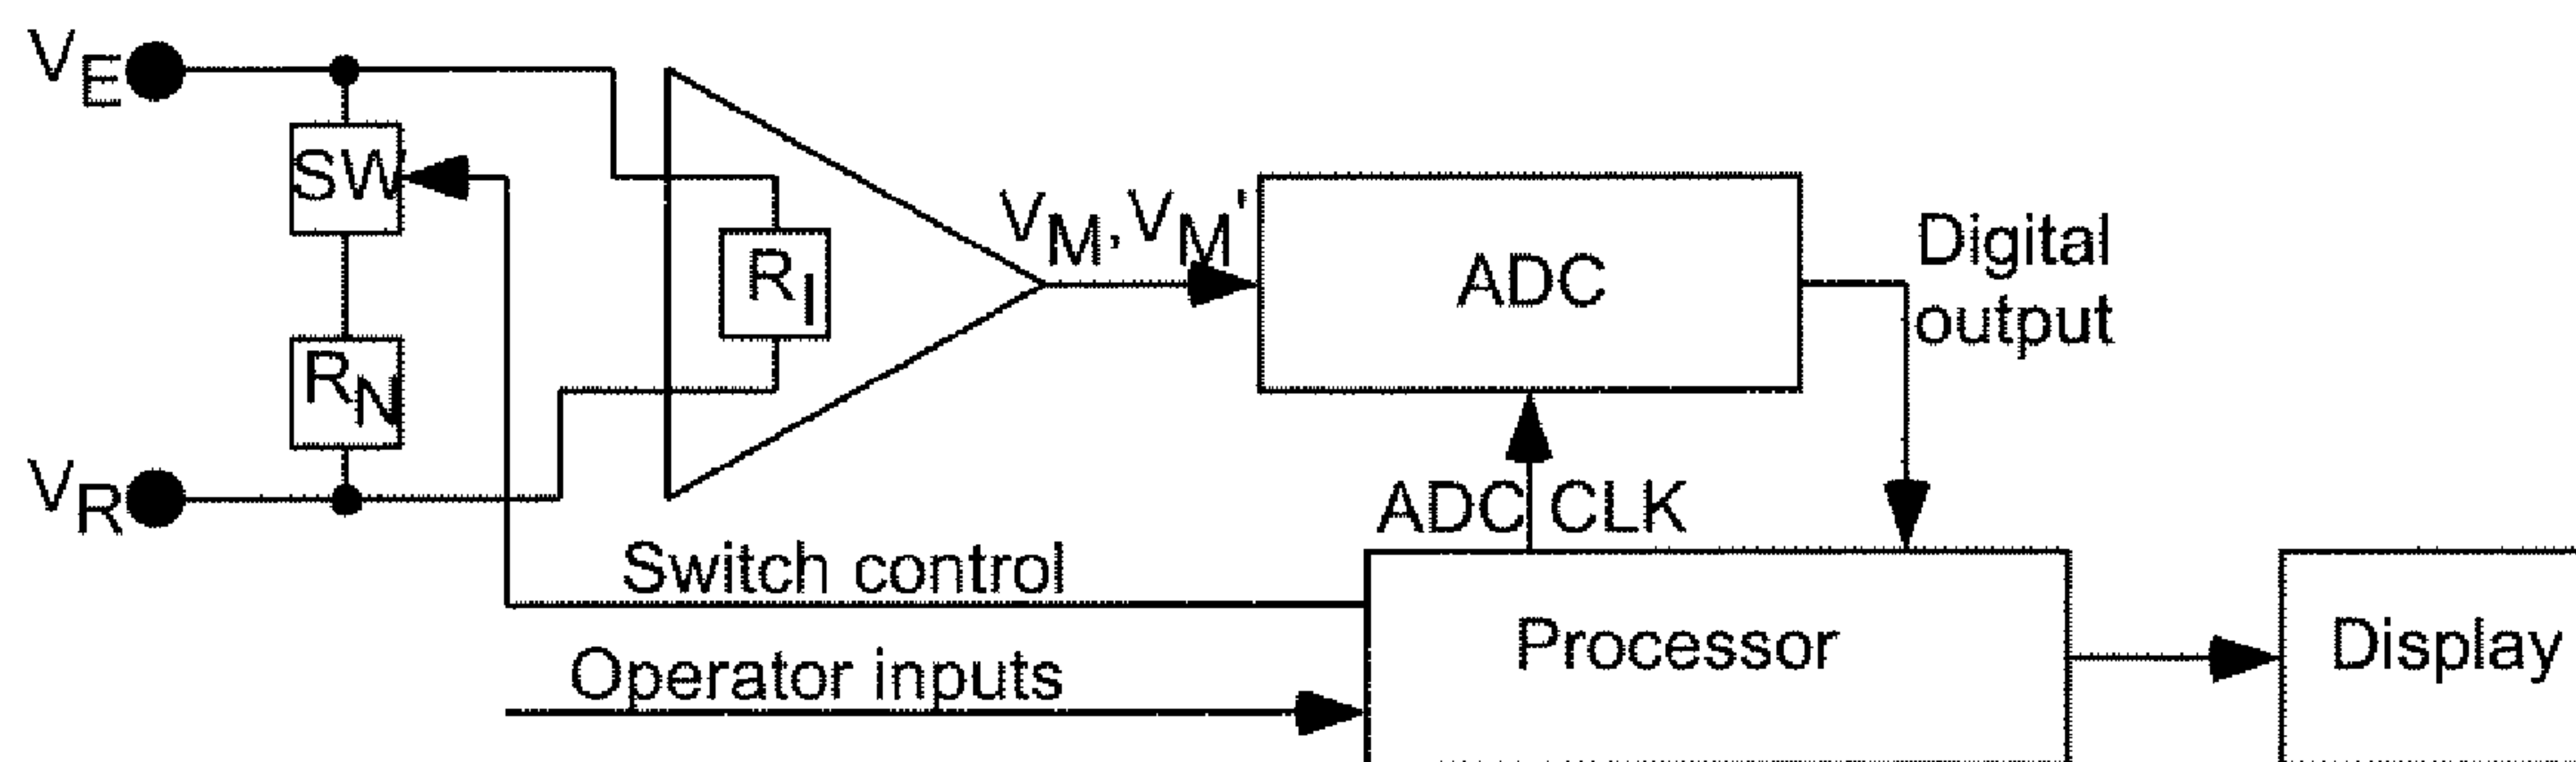 VE
SW
RN
VR
RI
VM, VM'
ADC
Digital
output
ADC CLK
Switch control
Operator inputs
Processor
Display